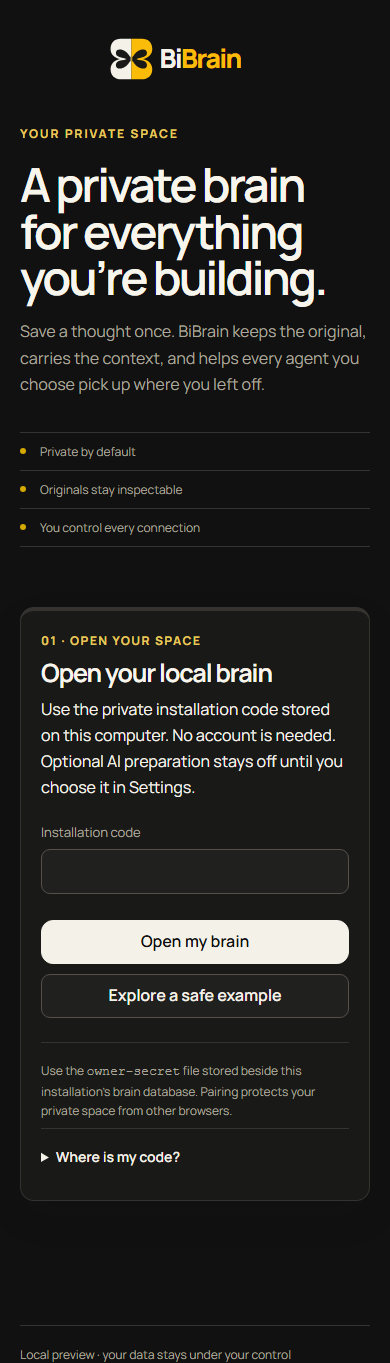 BiBrain
YOUR PRIVATE SPACE
A private brain
for everything
you’re building.
Save a thought once. BiBrain keeps the original,
carries the context, and helps every agent you
choose pick up where you left off.
Private by default
Originals stay inspectable
You control every connection
01 · OPEN YOUR SPACE
Open your local brain
Use the private installation code stored
on this computer. No account is needed.
Optional AI preparation stays off until you
choose it in Settings.
Installation code
Open my brain
Explore a safe example
Use the owner-secret file stored beside this
installation's brain database. Pairing protects your
private space from other browsers.
Where is my code?
Local preview · your data stays under your control